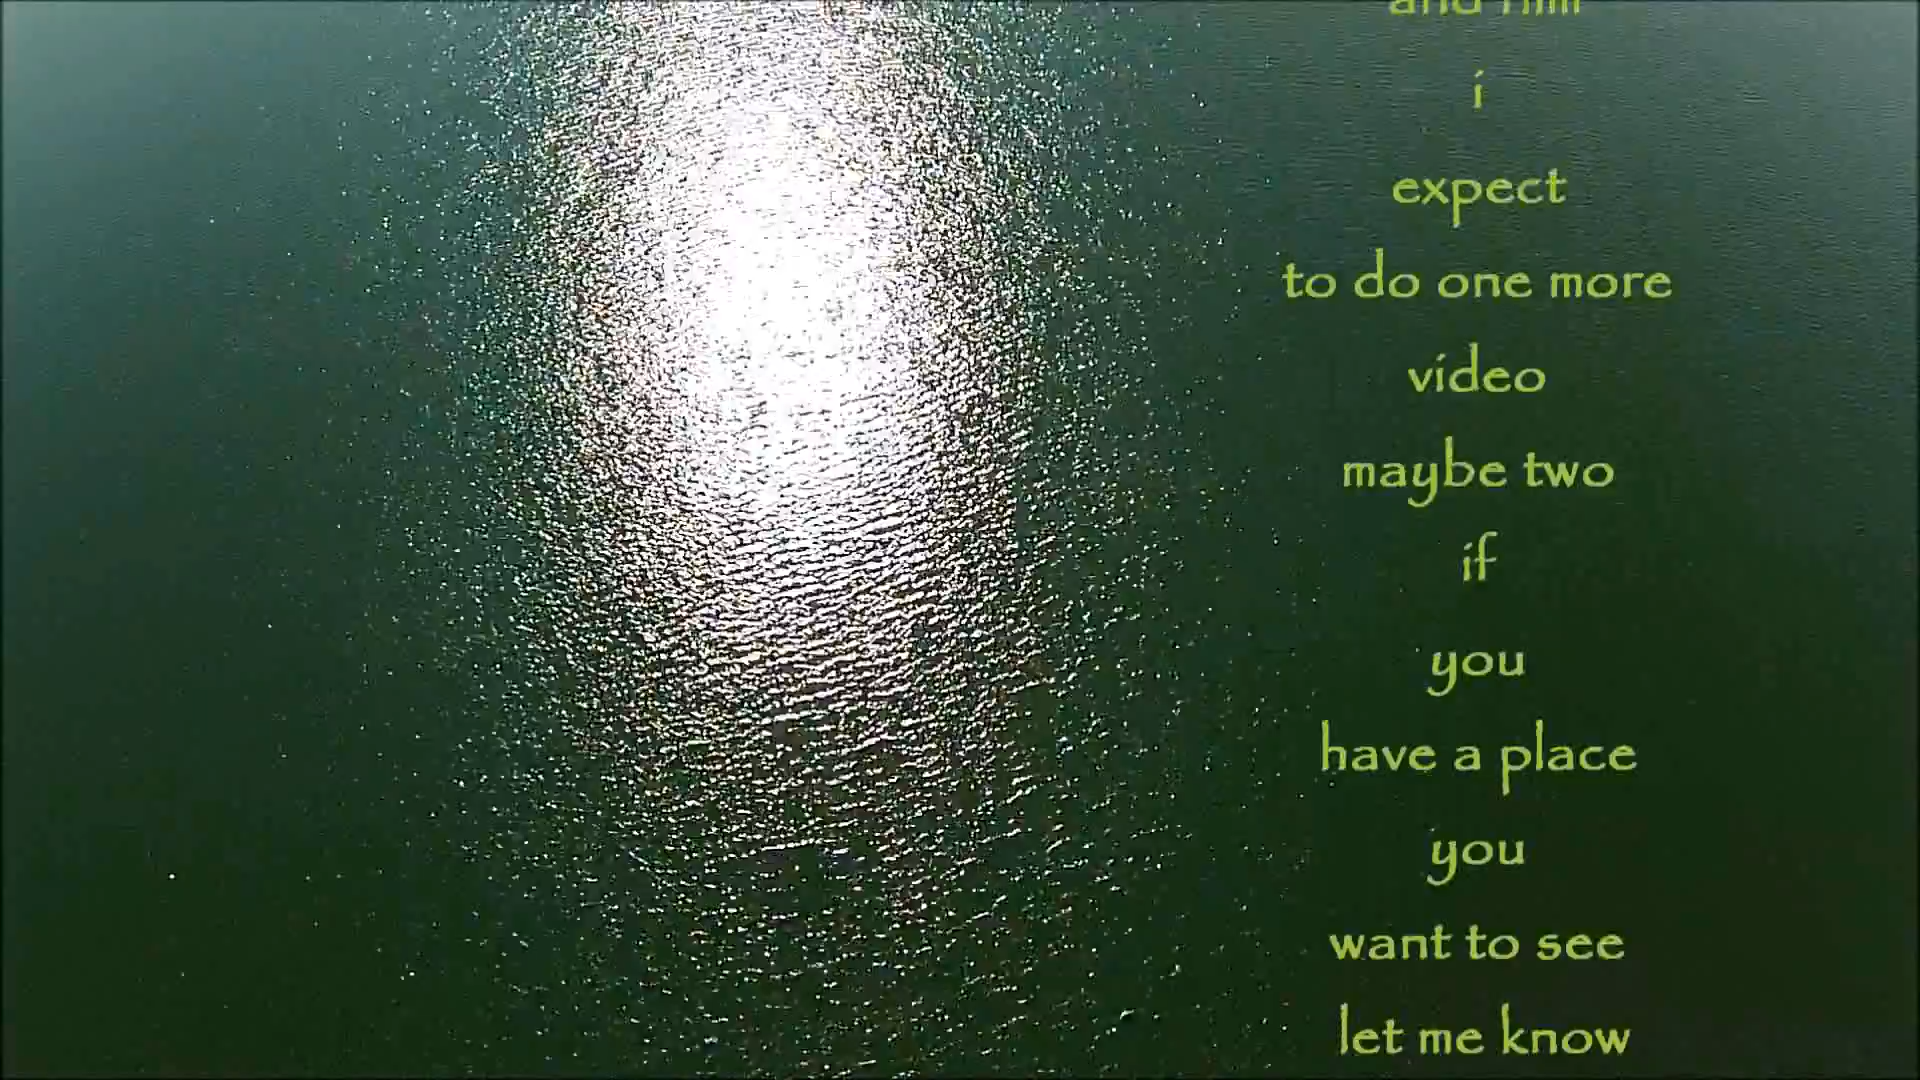 i
expect
to do one more
video
maybe two
if
you
have a place
you
want to see
let me know